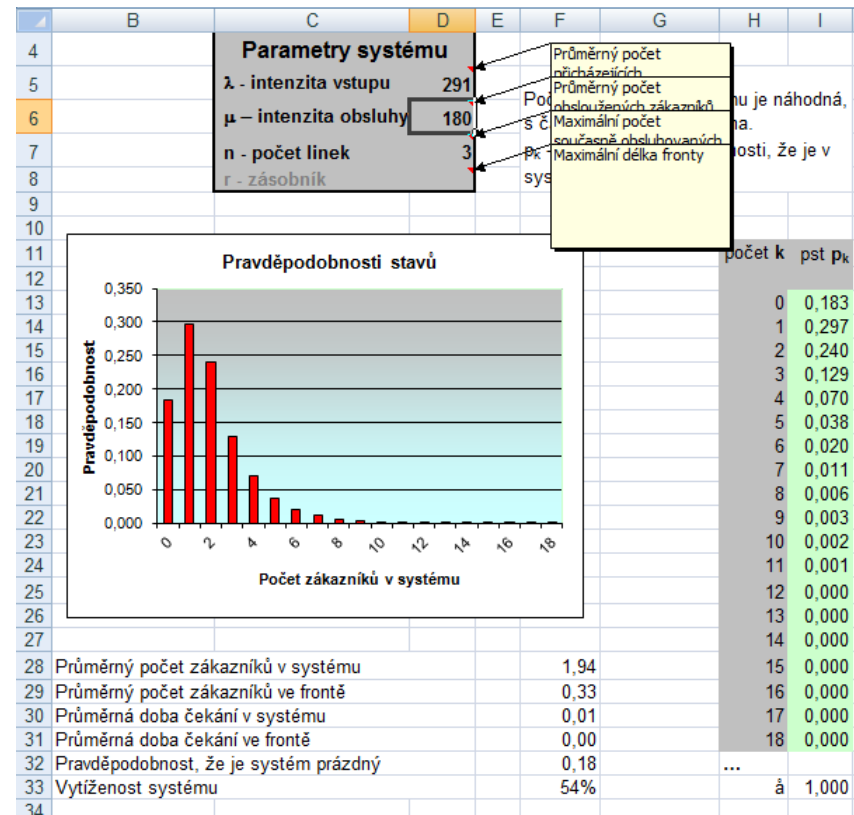 B C D E F G H I
4 Parametry systému Průměrný počet
přicházejících
5 λ - intenzita vstupu 291 Průměrný počet
obsloužených zákazníků mu je náhodná,
6 μ – intenzita obsluhy 180 s č Maximální počet na.
současně obsluhovaných
7 n - počet linek 3 pk - Maximální délka fronty nosti, že je v
8 r - zásobník sys
9
10
11 Pravděpodobnosti stavů počet k pst pk
12
0,350
13 0 0,183
0,300
14 1 0,297
15 0,250 2 0,240
16 0,200 3 0,129
17 4 0,070
18 0,150 5 0,038
19 0,100 6 0,020
20 7 0,011
21 0,050 8 0,006
22 0,000 9 0,003
Pravděpodobnost
23 0 2 4 6 8 10 12 14 16 18 10 0,002
24 11 0,001
25 Počet zákazníků v systému 12 0,000
26 13 0,000
27 14 0,000
28 Průměrný počet zákazníků v systému 1,94 15 0,000
29 Průměrný počet zákazníků ve frontě 0,33 16 0,000
30 Průměrná doba čekání v systému 0,01 17 0,000
31 Průměrná doba čekání ve frontě 0,00 18 0,000
32 Pravděpodobnost, že je systém prázdný 0,18 ...
33 Vytíženost systému 54% å 1,000
34